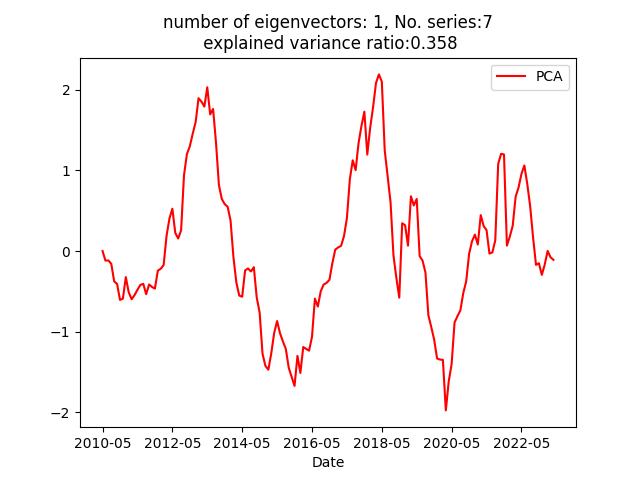 number of eigenvectors: 1, No. series:7
explained variance ratio:0.358
PCA
2
1
0
−1
−2
2010-05 2012-05 2014-05 2016-05 2018-05 2020-05 2022-05
Date